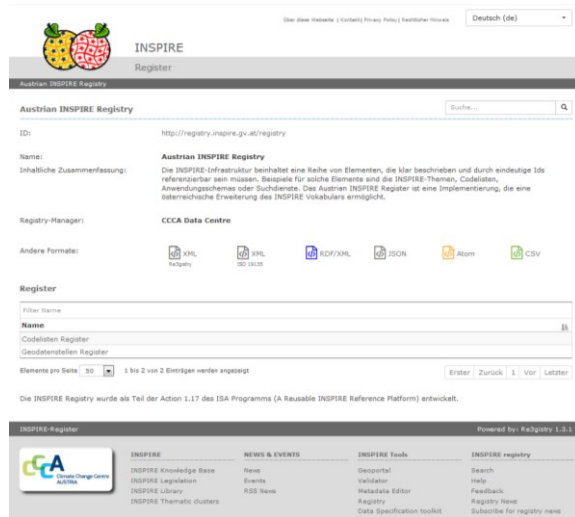 Über diese Webseite | Kontakt| Privacy Policy | Rechtlicher Hinweis
Deutsch (de)
INSPIRE
Register
Austrian INSPIRE Registry
Austrian INSPIRE Registry
Suche...
ID:
http://registry.inspire.gv.at/registry
Name:
Austrian INSPIRE Registry
Inhaltliche Zusammenfassung:
Die INSPIRE-Infrastruktur beinhaltet eine Reihe von Elementen, die klar beschrieben und durch eindeutige Ids
referenzierbar sein müssen. Beispiele für solche Elemente sind die INSPIRE-Themen, Codelisten,
Anwendungsschemas oder Suchdienste. Das Austrian INSPIRE Register ist eine Implementierung, die eine
österreichische Erweiterung des INSPIRE Vokabulars ermöglicht.
Registry-Manager:
CCCA Data Centre
Andere Formate:
XML
Re3gistry
XML
ISO 19135
RDF/XML
JSON
Atom
CSV
Register
Filter Name
Name
Codelisten Register
Geodatenstellen Register
Elemente pro Seite 50
1 bis 2 von 2 Einträgen werden angezeigt
Erster Zurück 1 Vor Letzter
Die INSPIRE Registry wurde als Teil der Action 1.17 des ISA Programms (A Reusable INSPIRE Reference Platform) entwickelt.
INSPIRE-Register
Powered by: Re3gistry 1.3.1
CCCA
Climate Change Centre
AUSTRIA
INSPIRE
INSPIRE Knowledge Base
INSPIRE Legislation
INSPIRE Library
INSPIRE Thematic clusters
NEWS & EVENTS
News
Events
RSS News
INSPIRE Tools
Geoportal
Validator
Metadata Editor
Registry
Data Specification toolkit
INSPIRE registry
Search
Help
Feedback
Registry News
Subscribe for registry news